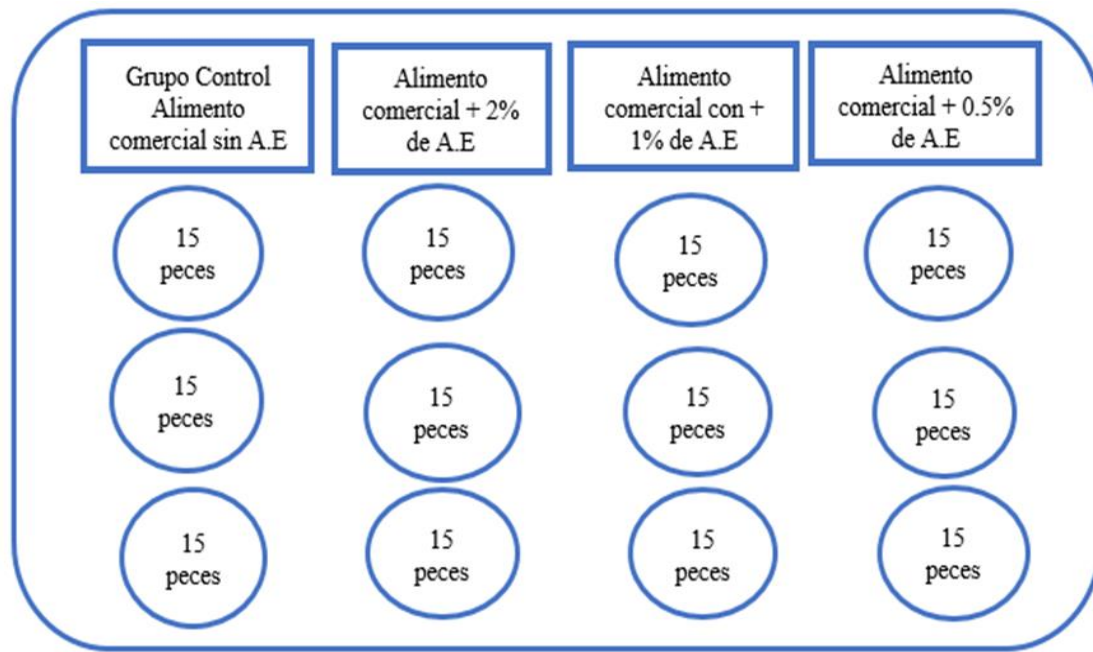 Grupo Control
Alimento
comercial sin A.E
Alimento
comercial + 2%
de A.E
Alimento
comercial con +
1% de A.E
Alimento
comercial + 0.5%
de A.E
15
peces
15
peces
15
peces
15
peces
15
peces
15
peces
15
peces
15
peces
15
peces
15
peces
15
peces
15
peces